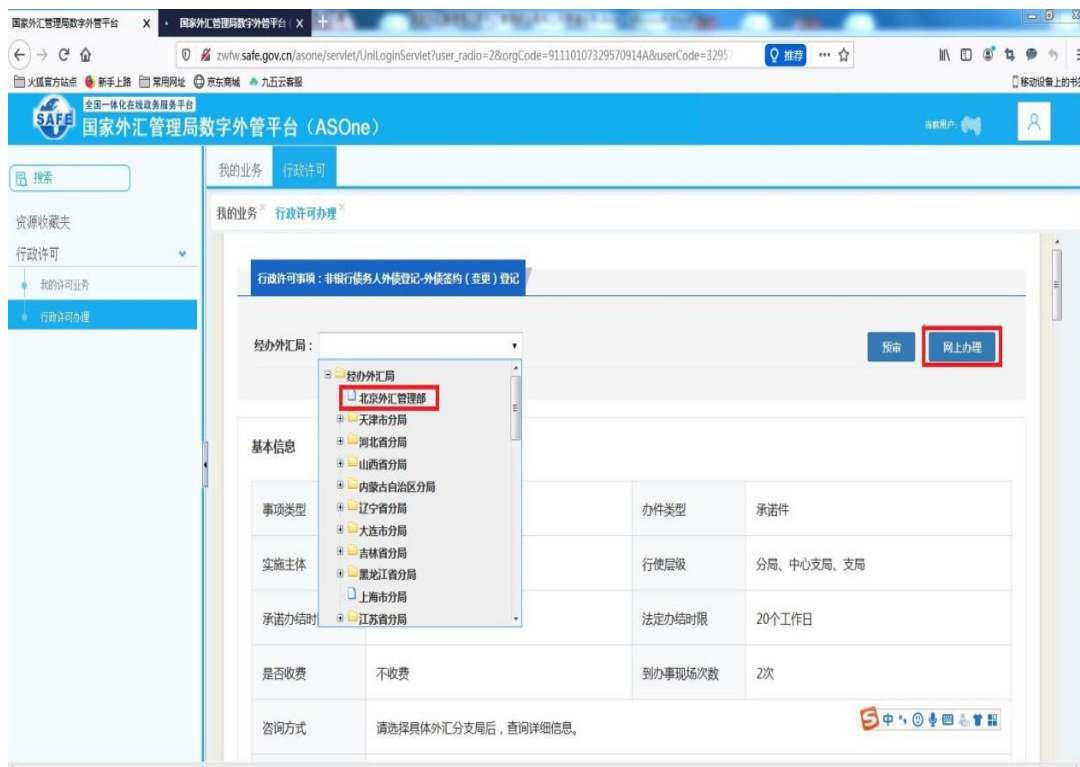 国家外汇管理局数字外管平台
国家外汇管理局数字外管平台
zwfw.safe.gov.cn/asone/servlet/UniLoginServlet?user_radio=2&orgCode=91110107329570914A&userCode=3295
推荐
火狐官方站点 新手上路 常用网址 京东商城 九五云客服
移动设备上的书
SAFE
全国一体化在线政务服务平台
国家外汇管理局数字外管平台（ASOne）
当前用户:
搜索
我的业务 行政许可
资源收藏夹
我的业务 行政许可办理
行政许可
我的许可业务
行政许可办理
行政许可事项：非银行债务人外债登记-外债签约（变更）登记
经办外汇局：
预审 网上办理
经办外汇局
北京外汇管理部
天津市分局
河北省分局
山西省分局
内蒙古自治区分局
辽宁省分局
大连市分局
吉林省分局
黑龙江省分局
上海市分局
江苏省分局
基本信息
事项类型 办件类型 承诺件
实施主体 行使层级 分局、中心支局、支局
承诺办结时 法定办结时限 20个工作日
是否收费 不收费 到办事现场次数 2次
咨询方式 请选择具体外汇分支局后，查询详细信息。
中